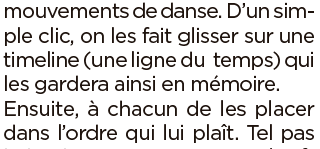 mouvements de danse. D'un sim-
ple clic, on les fait glisser sur une
timeline (une ligne du temps) qui
les gardera ainsi en mémoire.
Ensuite, à chacun de les placer
dans l'ordre qui lui plaît. Tel pas